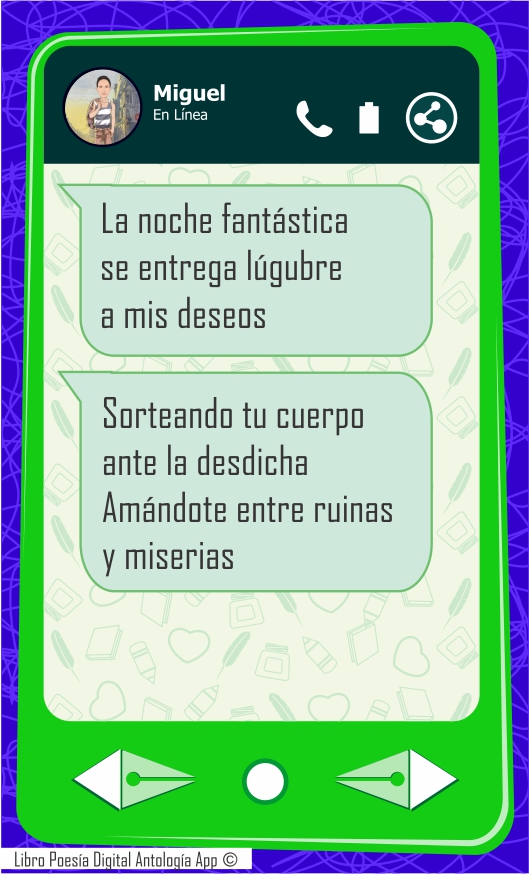 Miguel
En Línea
La noche fantástica
se entrega lúgubre
a mis deseos
Sorteando tu cuerpo
ante la desdicha
Amándote entre ruinas
y miserias
Libro Poesía Digital Antología App ©